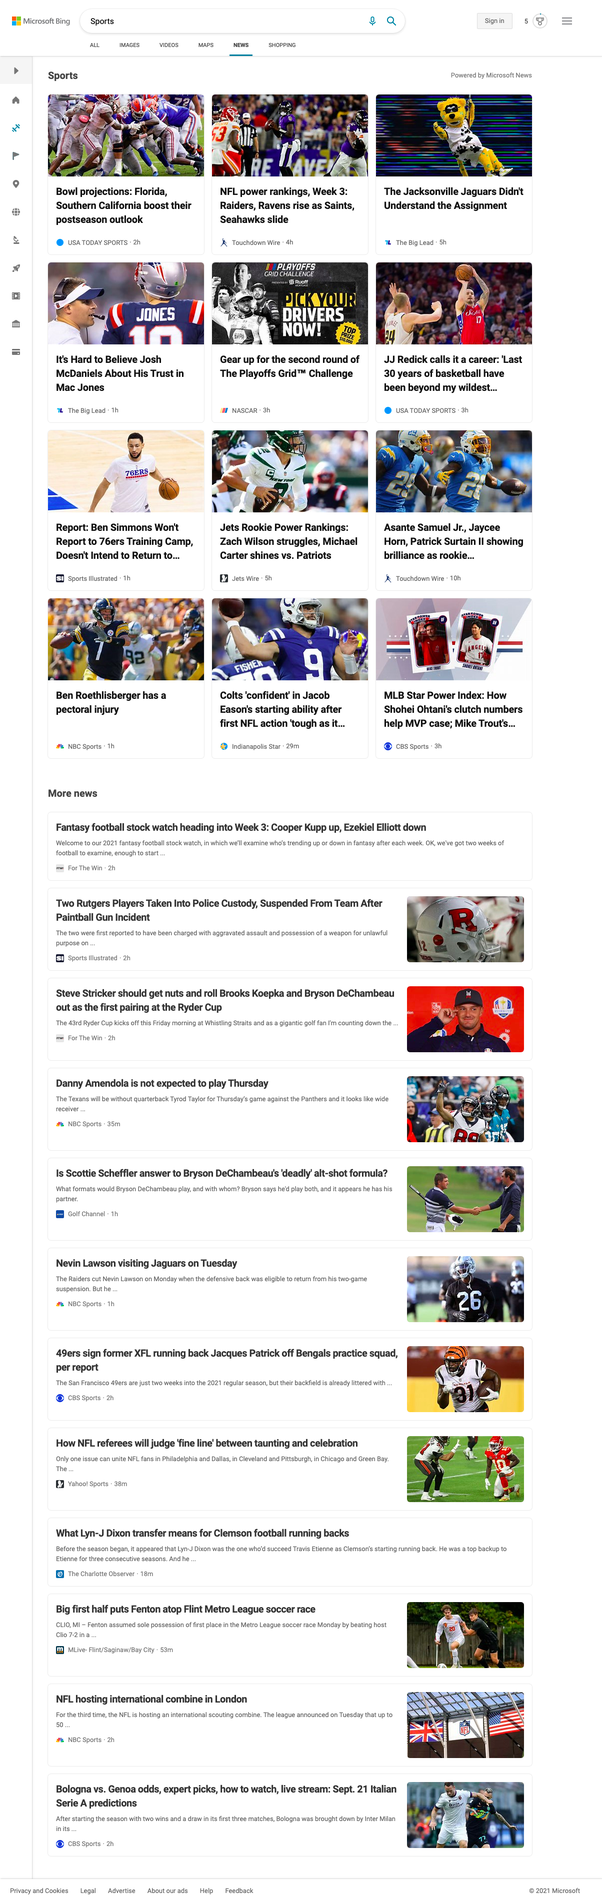 Microsoft Bing
Sports
Sign in
5
ALL IMAGES VIDEOS MAPS NEWS SHOPPING
Sports
Powered by Microsoft News
Bowl projections: Florida,
Southern California boost their
postseason outlook
USA TODAY SPORTS · 2h
NFL power rankings, Week 3:
Raiders, Ravens rise as Saints,
Seahawks slide
Touchdown Wire · 4h
The Jacksonville Jaguars Didn't
Understand the Assignment
The Big Lead · 5h
JONES
10
It's Hard to Believe Josh
McDaniels About His Trust in
Mac Jones
The Big Lead · 1h
PLAYOFFS
GRID CHALLENGE
PICK YOUR
DRIVERS
NOW!
TOP
PRIZE
Gear up for the second round of
The Playoffs Grid™ Challenge
NASCAR · 3h
24
17
JJ Redick calls it a career: 'Last
30 years of basketball have
been beyond my wildest...
USA TODAY SPORTS · 3h
76ERS
Report: Ben Simmons Won't
Report to 76ers Training Camp,
Doesn't Intend to Return to...
Sports Illustrated · 1h
Jets Rookie Power Rankings:
Zach Wilson struggles, Michael
Carter shines vs. Patriots
Jets Wire · 5h
Asante Samuel Jr., Jaycee
Horn, Patrick Surtain II showing
brilliance as rookie...
Touchdown Wire · 10h
7
92
Ben Roethlisberger has a
pectoral injury
NBC Sports · 1h
FISHER
9
Colts 'confident' in Jacob
Eason's starting ability after
first NFL action 'tough as it...
Indianapolis Star · 29m
MLB Star Power Index: How
Shohei Ohtani's clutch numbers
help MVP case; Mike Trout's...
CBS Sports · 3h
More news
Fantasy football stock watch heading into Week 3: Cooper Kupp up, Ezekiel Elliott down
Welcome to our 2021 fantasy football stock watch, in which we'll examine who's trending up or down in fantasy after each week. OK, we've got two weeks of
football to examine, enough to start ...
For The Win · 2h
Two Rutgers Players Taken Into Police Custody, Suspended From Team After
Paintball Gun Incident
The two were first reported to have been charged with aggravated assault and possession of a weapon for unlawful
purpose on ...
Sports Illustrated · 2h
R
Steve Stricker should get nuts and roll Brooks Koepka and Bryson DeChambeau
out as the first pairing at the Ryder Cup
The 43rd Ryder Cup kicks off this Friday morning at Whistling Straits and as a gigantic golf fan I'm counting down the ...
For The Win · 2h
Danny Amendola is not expected to play Thursday
The Texans will be without quarterback Tyrod Taylor for Thursday's game against the Panthers and it looks like wide
receiver ...
NBC Sports · 35m
Is Scottie Scheffler answer to Bryson DeChambeau's 'deadly' alt-shot formula?
What formats would Bryson DeChambeau play, and with whom? Bryson says he'd play both, and it appears he has his
partner.
Golf Channel · 1h
Nevin Lawson visiting Jaguars on Tuesday
The Raiders cut Nevin Lawson on Monday when the defensive back was eligible to return from his two-game
suspension. But he ...
NBC Sports · 1h
26
49ers sign former XFL running back Jacques Patrick off Bengals practice squad,
per report
The San Francisco 49ers are just two weeks into the 2021 regular season, but their backfield is already littered with ...
CBS Sports · 2h
31
How NFL referees will judge 'fine line' between taunting and celebration
Only one issue can unite NFL fans in Philadelphia and Dallas, in Cleveland and Pittsburgh, in Chicago and Green Bay.
The ...
Yahoo! Sports · 38m
What Lyn-J Dixon transfer means for Clemson football running backs
Before the season began, it appeared that Lyn-J Dixon was the one who'd succeed Travis Etienne as Clemson's starting running back. He was a top backup to
Etienne for three consecutive seasons. And he ...
The Charlotte Observer · 18m
Big first half puts Fenton atop Flint Metro League soccer race
CLIO, MI – Fenton assumed sole possession of first place in the Metro League soccer race Monday by beating host
Clio 7-2 in a ...
MLive- Flint/Saginaw/Bay City · 53m
NFL hosting international combine in London
For the third time, the NFL is hosting an international scouting combine. The league announced on Tuesday that up to
50 ...
NBC Sports · 2h
NFL
Bologna vs. Genoa odds, expert picks, how to watch, live stream: Sept. 21 Italian
Serie A predictions
After starting the season with two wins and a draw in its first three matches, Bologna was brought down by Inter Milan
in its ...
CBS Sports · 2h
Privacy and Cookies Legal Advertise About our ads Help Feedback
© 2021 Microsoft